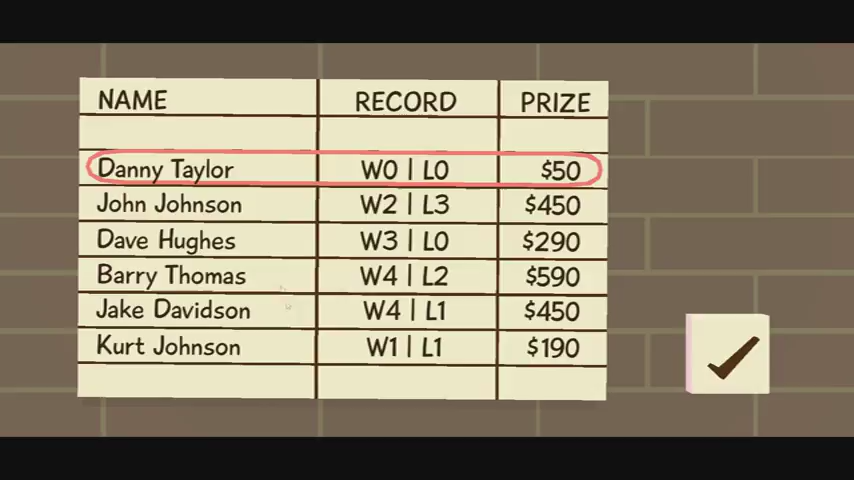 NAME RECORD PRIZE
Danny Taylor W0 | L0 $50
John Johnson W2 | L3 $450
Dave Hughes W3 | L0 $290
Barry Thomas W4 | L2 $590
Jake Davidson W4 | L1 $450
Kurt Johnson W1 | L1 $190